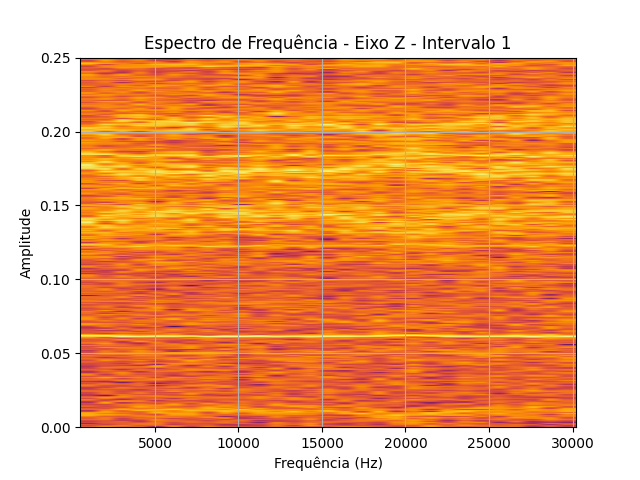 Espectro de Frequência - Eixo Z - Intervalo 1
0.25
0.20
0.15
0.10
0.05
0.00
Amplitude
5000 10000 15000 20000 25000 30000
Frequência (Hz)